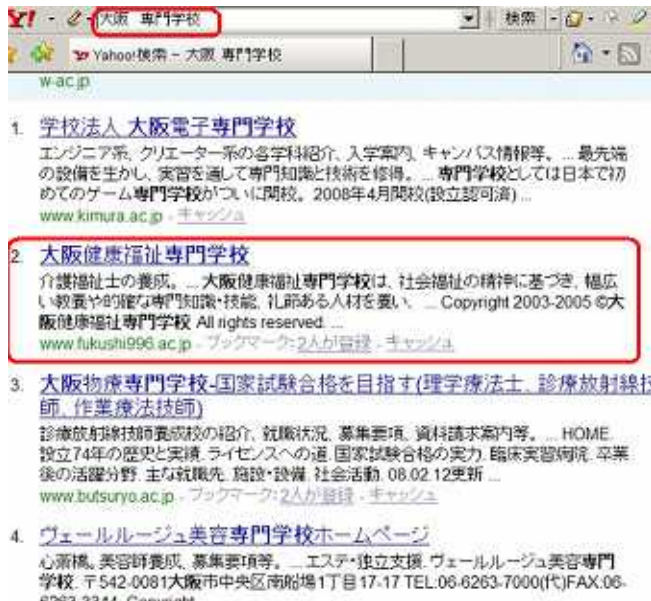 Y! 大阪 専門学校 検索
Yahoo!検索 - 大阪 専門学校
w-ac.jp
1. 学校法人 大阪電子専門学校
エンジニア系、クリエーター系の各学科紹介、入学案内、キャンパス情報等。 ... 最先端
の設備を生かし、実習を通して専門知識と技術を修得。 ... 専門学校としては日本で初
めてのゲーム専門学校がついに開校。2008年4月開校(設立認可済) ...
www.kimura.ac.jp - キャッシュ
2. 大阪健康福祉専門学校
介護福祉士の養成。 ... 大阪健康福祉専門学校は、社会福祉の精神に基づき、幅広
い教養や的確な専門知識・技能、礼節ある人材を養い、 ... Copyright 2003-2005 ©大
阪健康福祉専門学校 All rights reserved. ...
www.fukushi996.ac.jp - ブックマーク:2人が登録 - キャッシュ
3. 大阪物療専門学校-国家試験合格を目指す(理学療法士、診療放射線技
師、作業療法技師)
診療放射線技師養成校の紹介、就職状況、募集要項、資料請求案内等。 ... HOME.
設立74年の歴史と実績. ライセンスへの道. 国家試験合格の実力. 臨床実習病院. 卒業
後の活躍分野. 主な就職先. 施設・設備. 社会活動. 08.02.12更新 ...
www.butsuryo.ac.jp - ブックマーク:2人が登録 - キャッシュ
4. ヴェールルージュ美容専門学校ホームページ
心斎橋。美容師養成、募集要項等。 ... エステ・独立支援. ヴェールルージュ美容専門
学校. 〒542-0081大阪市中央区南船場1丁目17-17 TEL:06-6263-7000(代)FAX:06-
6263-3344. Copyright